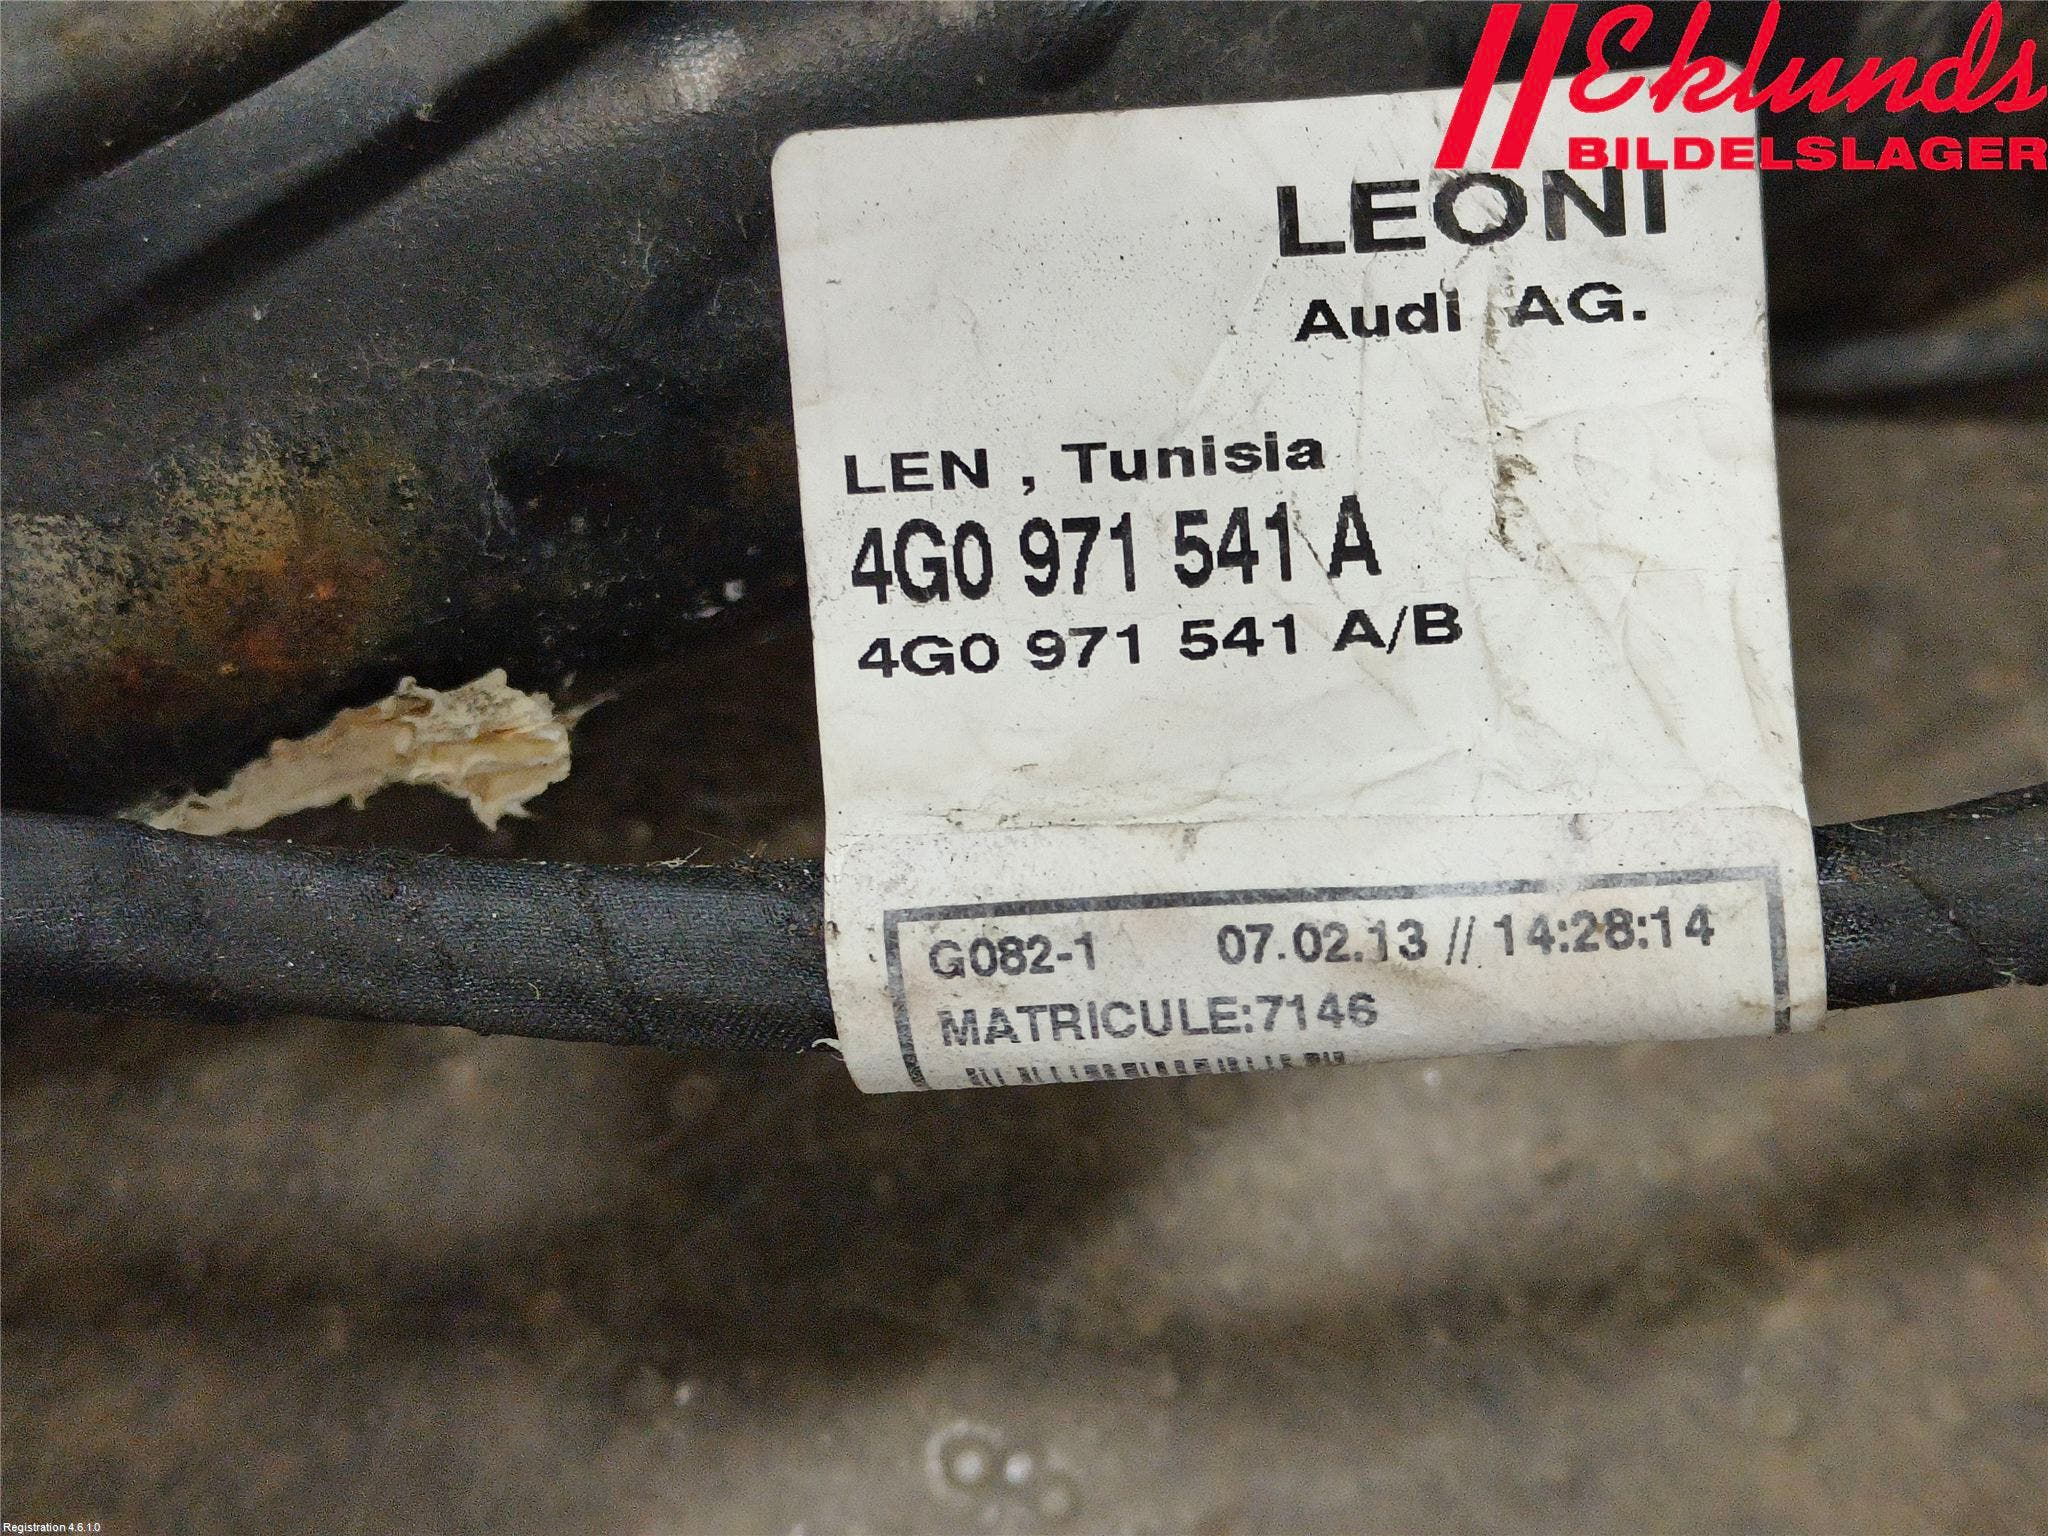 Eklunds
BILDELSLAGER
LEONI
Audi AG.
LEN , Tunisia
4G0 971 541 A
4G0 971 541 A/B
G082-1 07.02.13 // 14:28:14
MATRICULE:7146
Registration 4.6.1.0